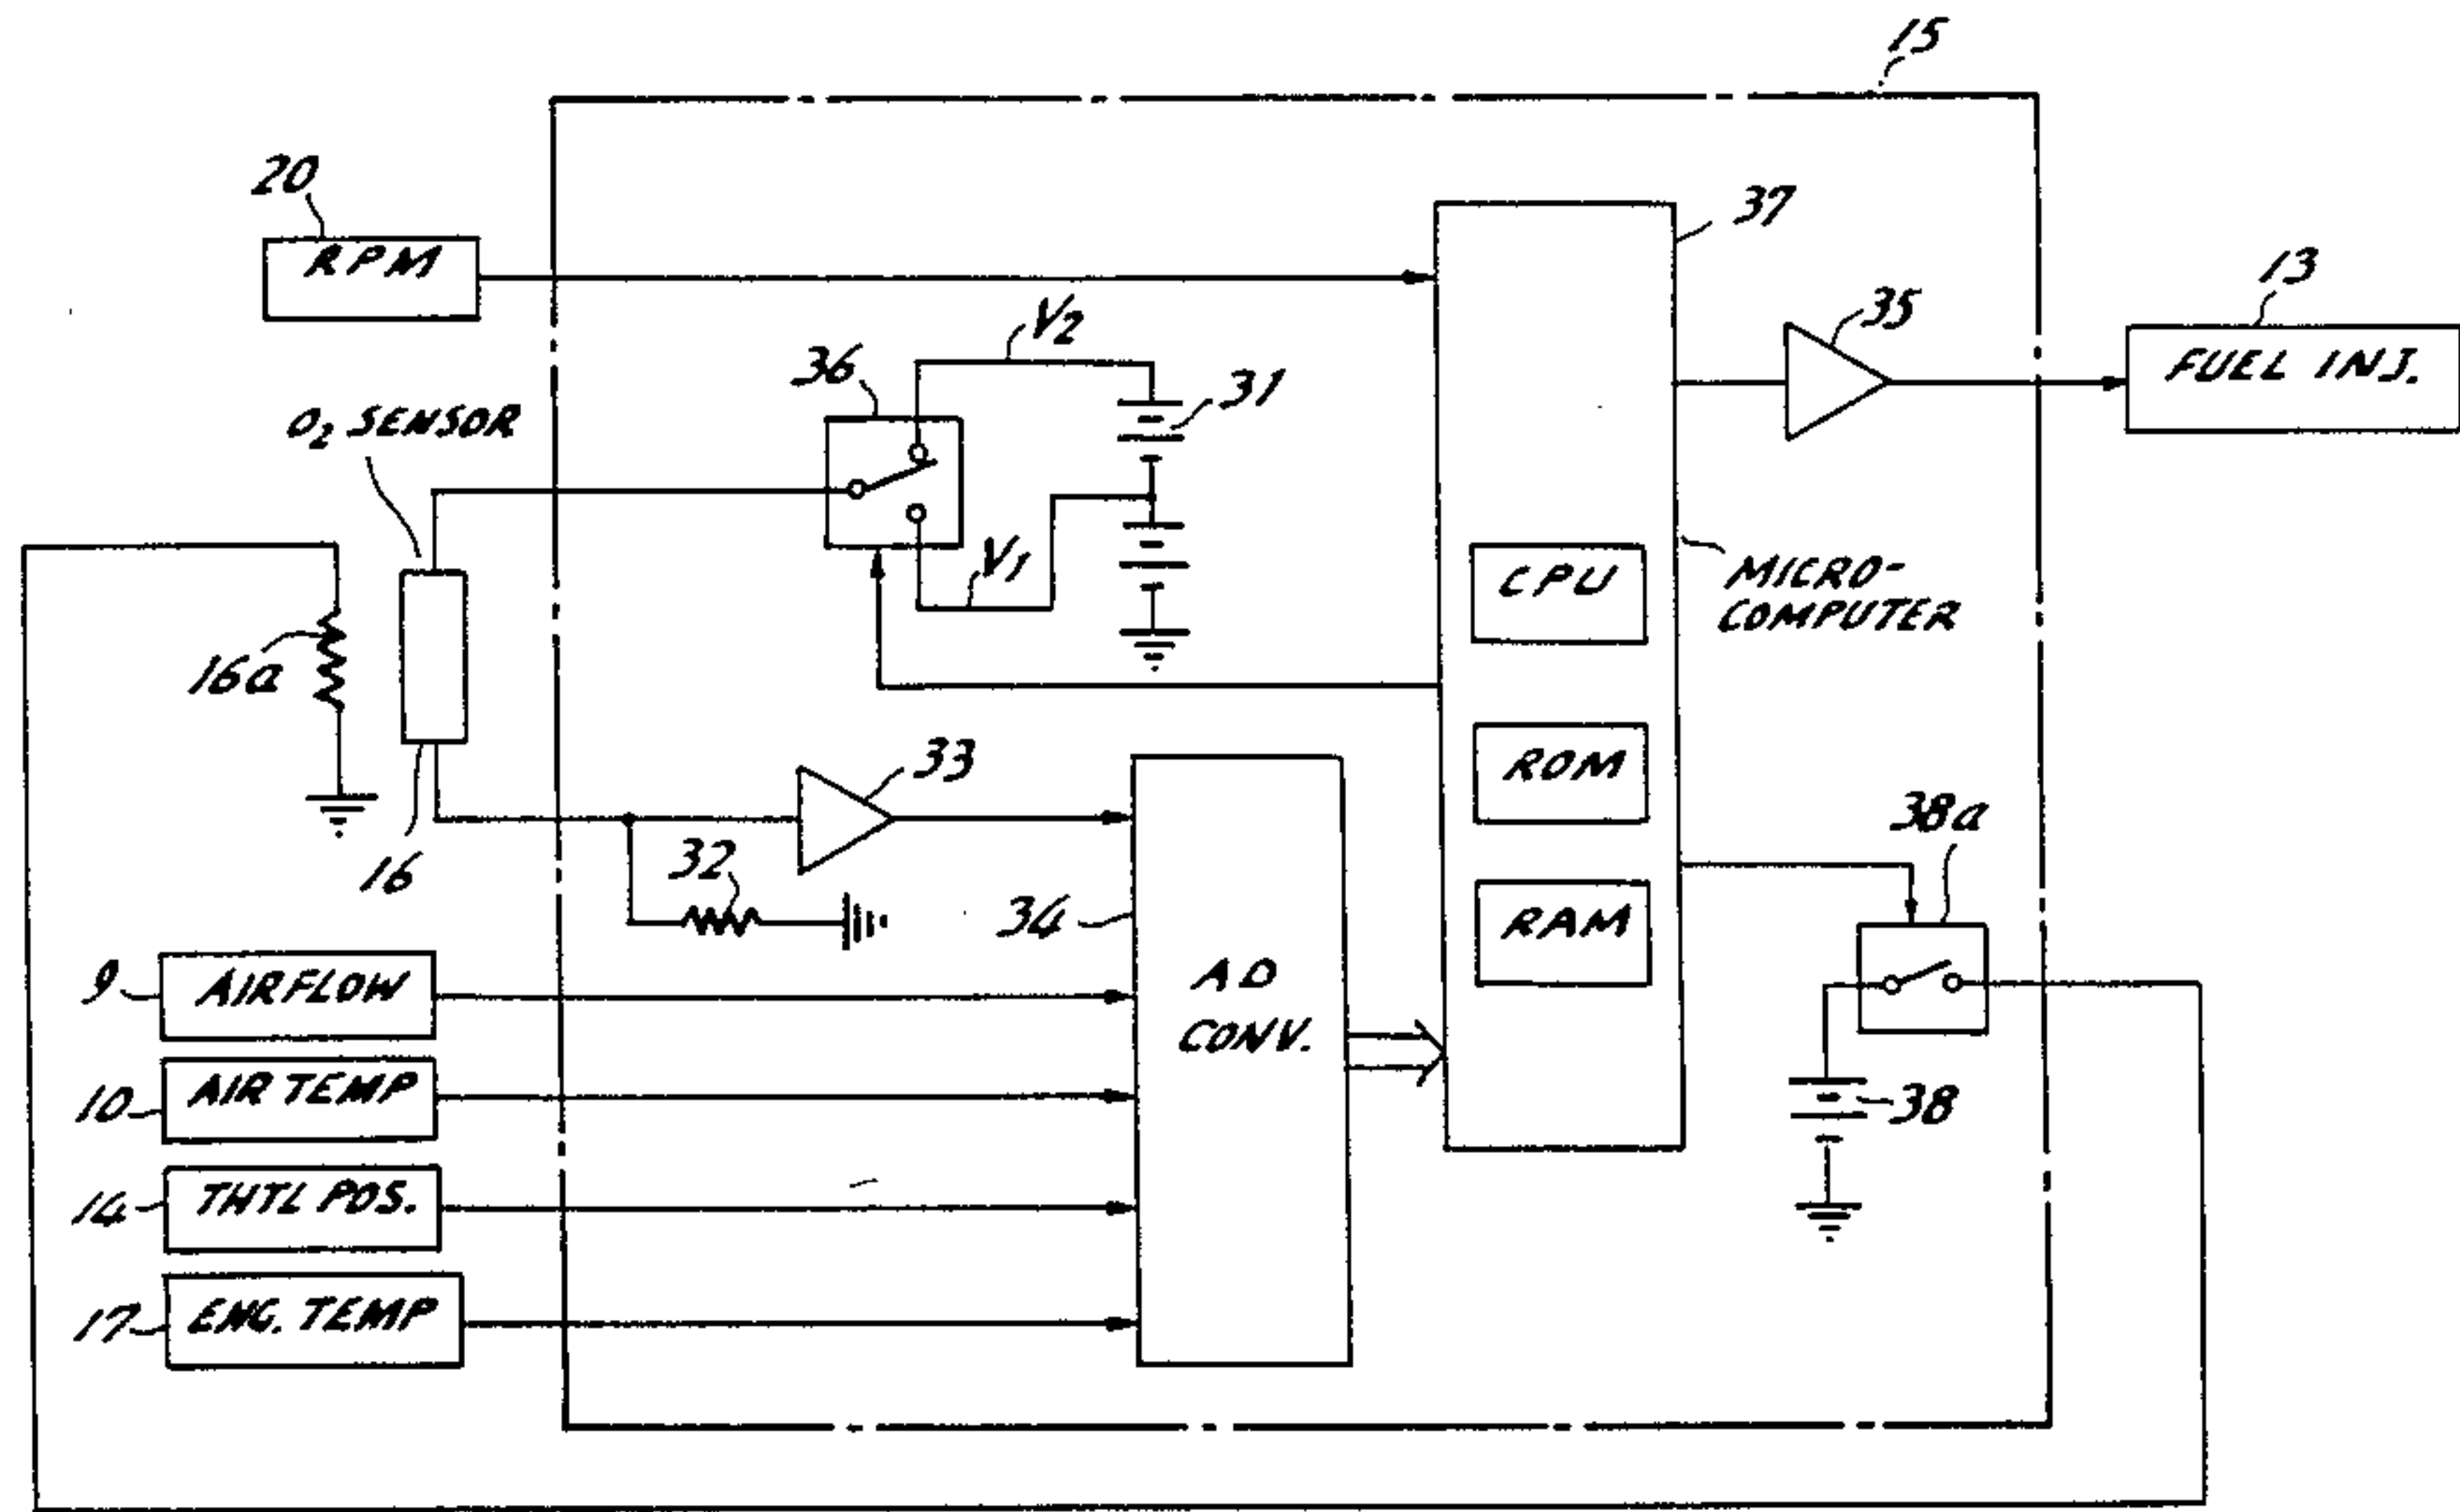 15
20
RPM
37
V2
35
13
FUEL INJ.
36
31
O2 SENSOR
V1
MICRO-
COMPUTER
CPU
16a
33
ROM
38a
32
16
34
RAM
9
AIRFLOW
AD
CONV.
10
AIR TEMP
38
14
THTL POS.
17
ENG. TEMP